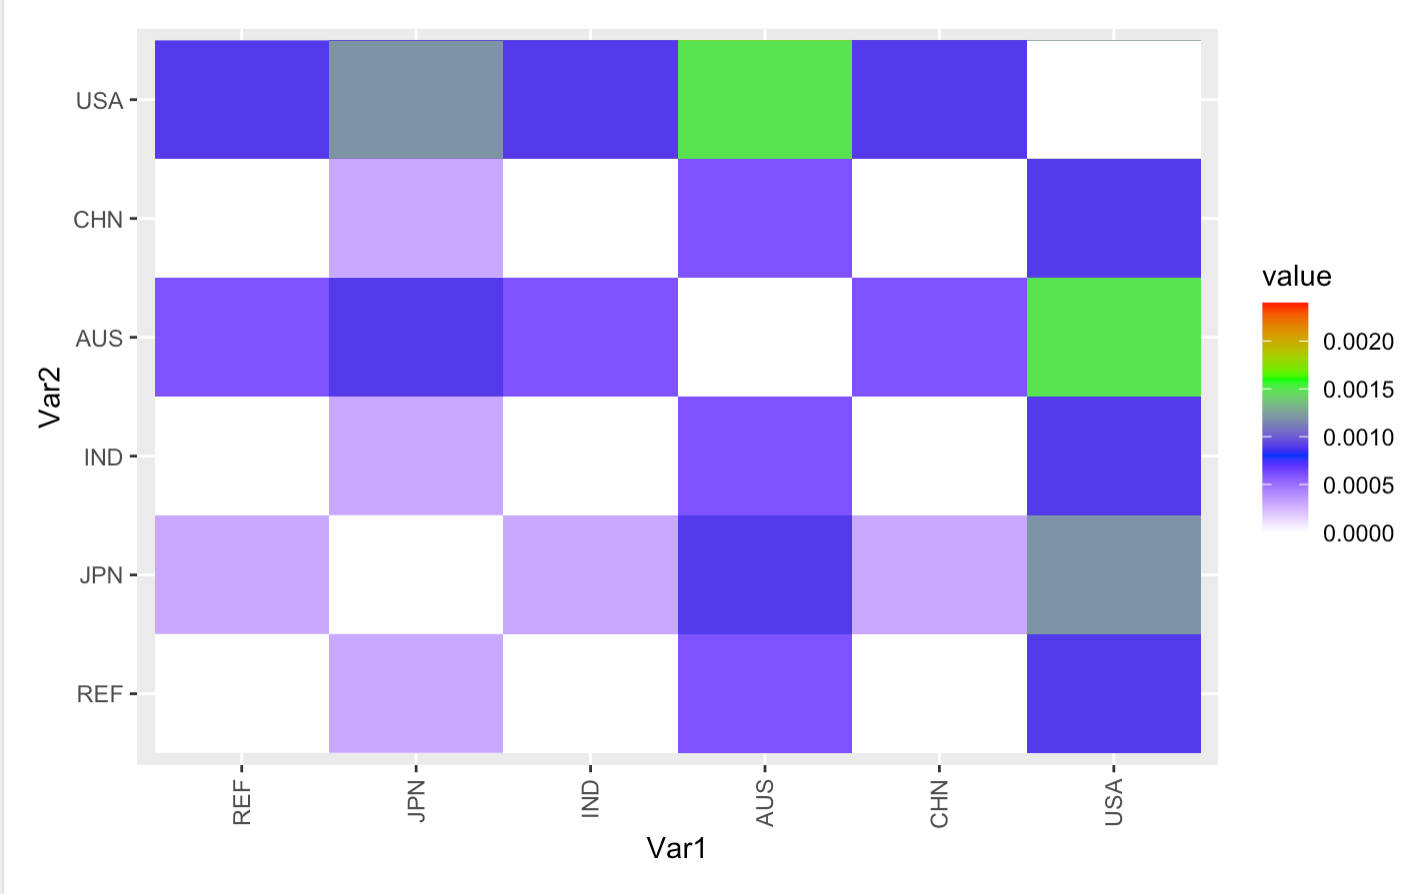 USA
CHN
AUS
IND
JPN
REF
Var2
REF JPN IND AUS CHN USA
Var1
value
0.0020
0.0015
0.0010
0.0005
0.0000